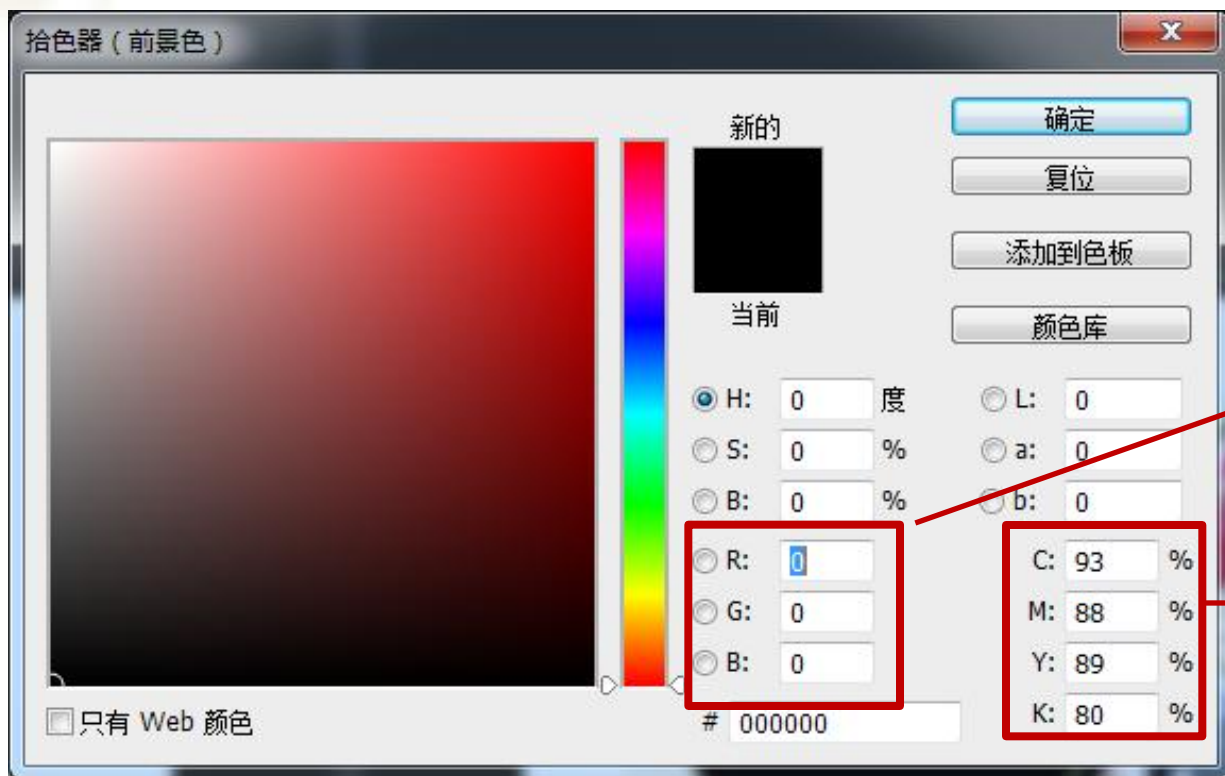 拾色器（前景色）
新的
当前
确定
复位
添加到色板
颜色库
H: 0 度
S: 0 %
B: 0 %
R: 0
G: 0
B: 0
# 000000
L: 0
a: 0
b: 0
C: 93 %
M: 88 %
Y: 89 %
K: 80 %
只有 Web 颜色